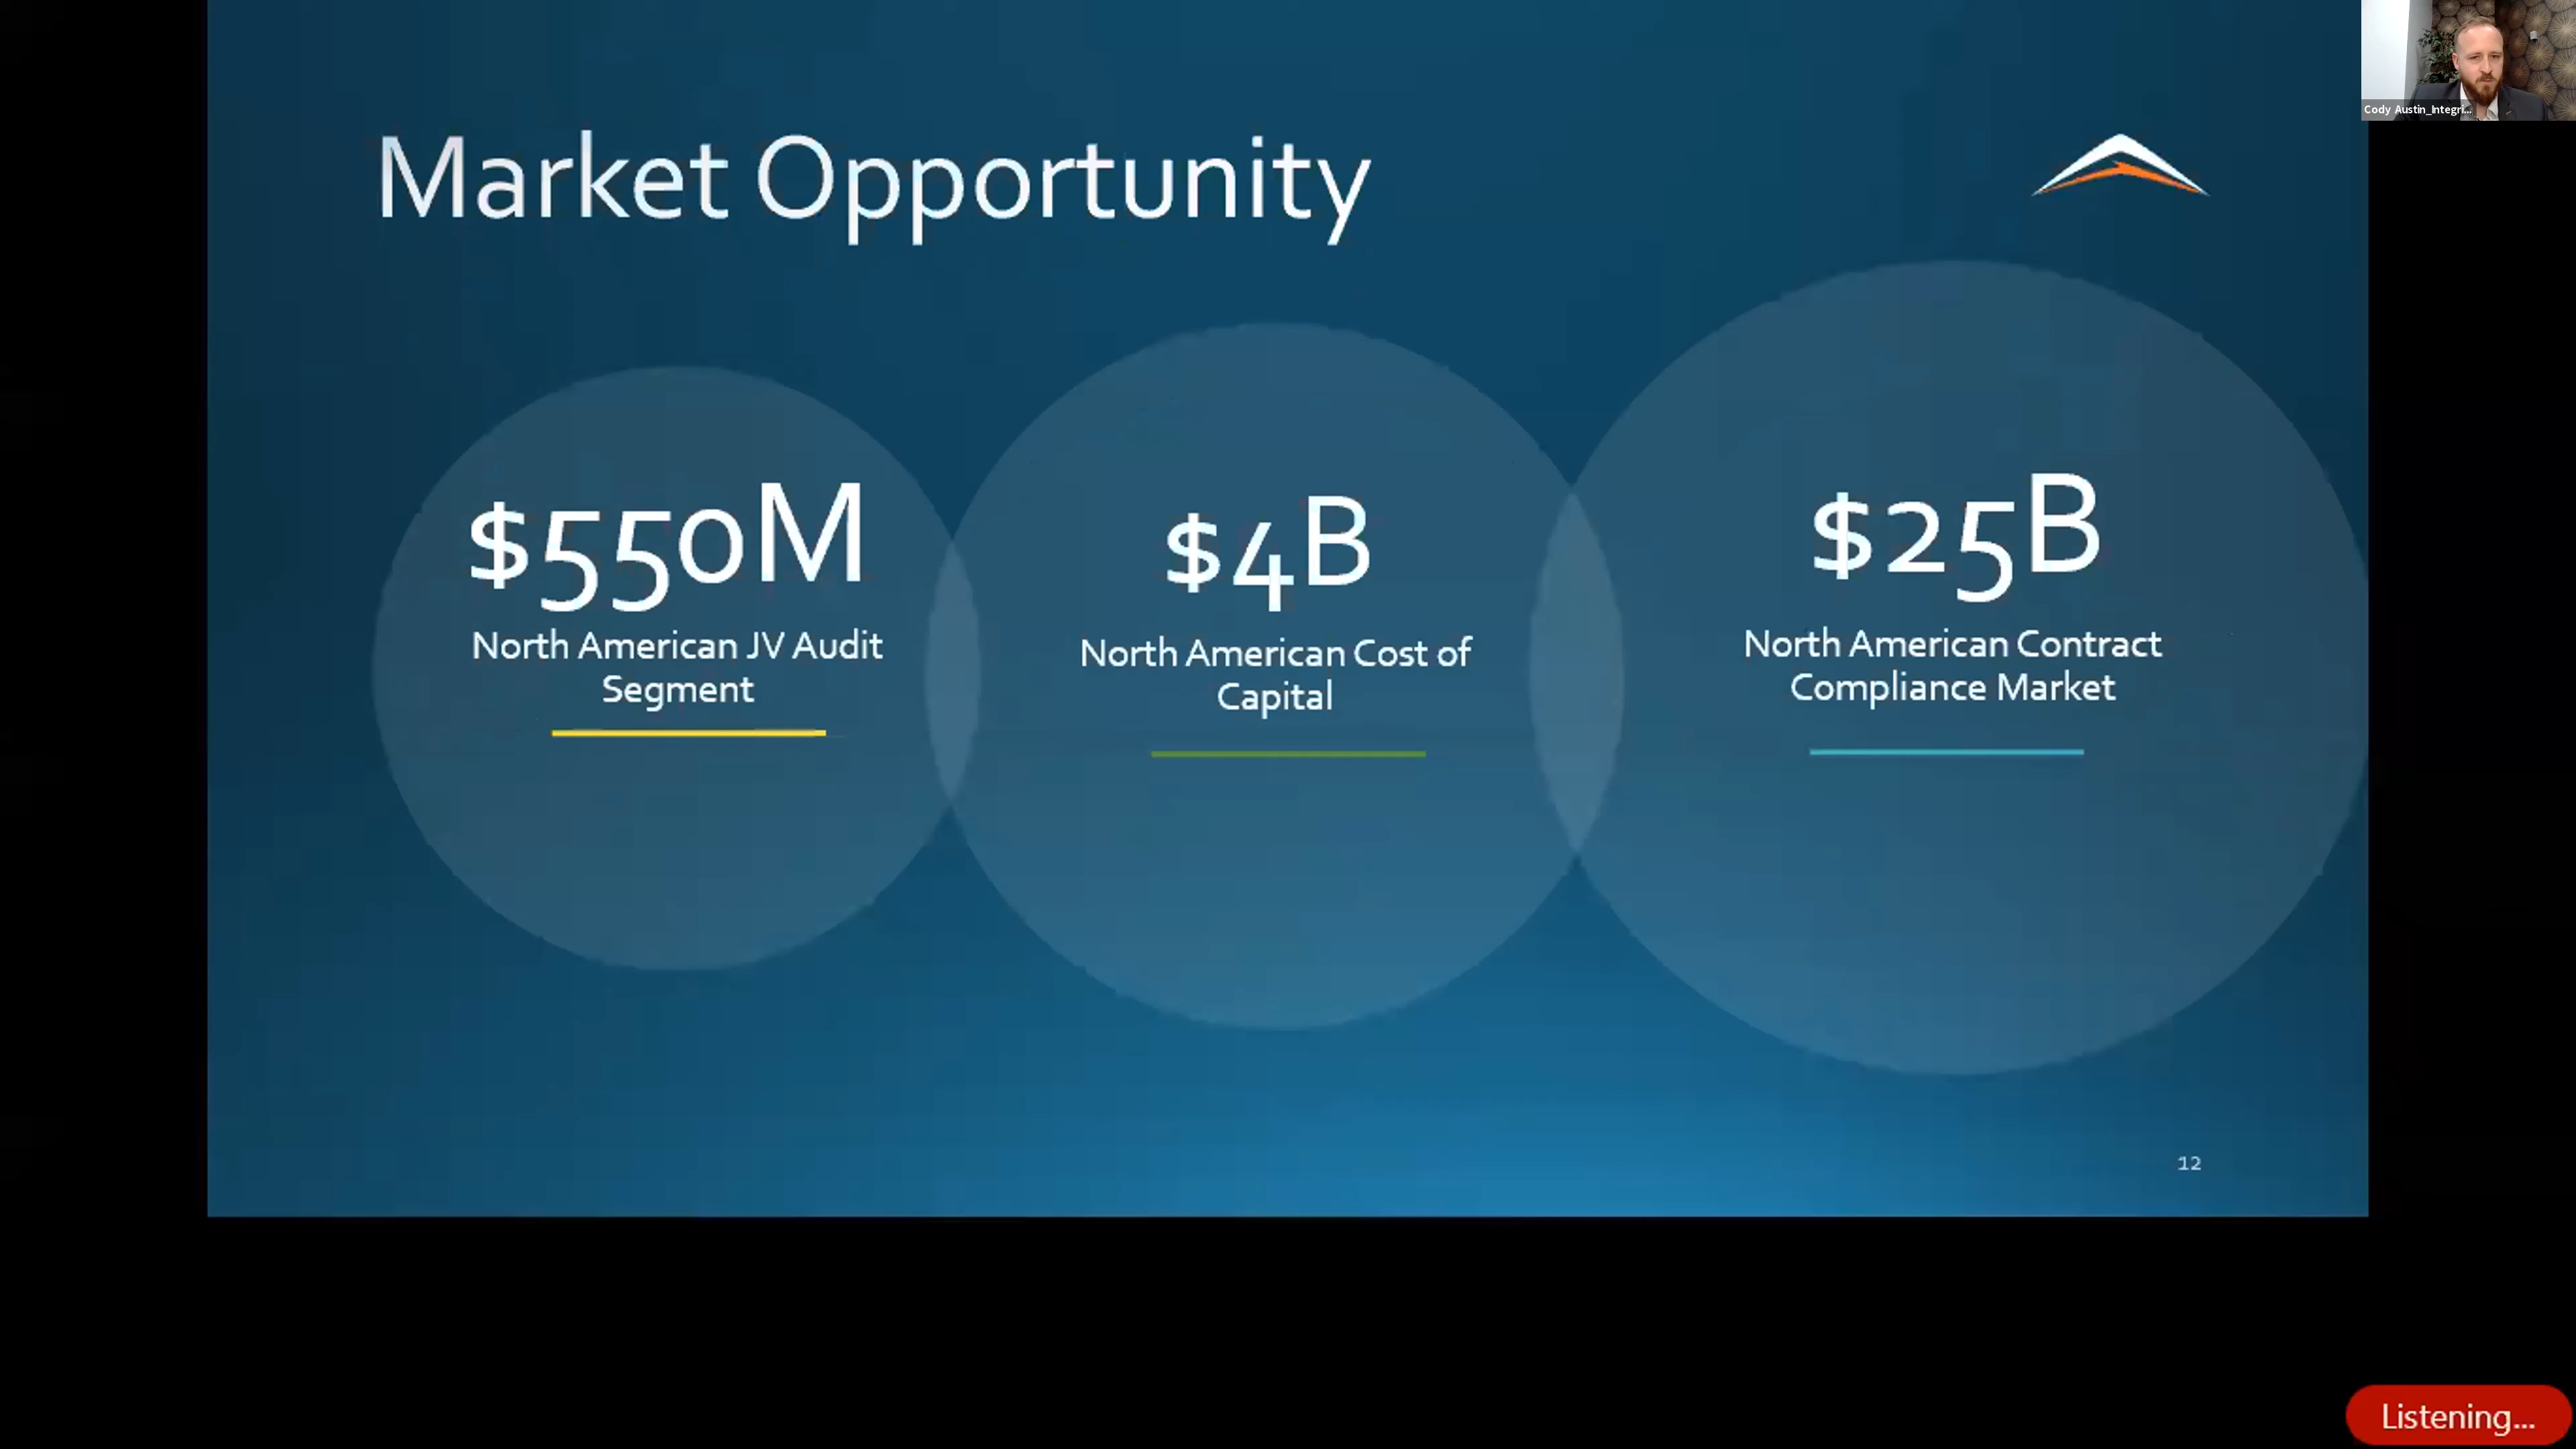 Market Opportunity
Cody Austin_Integri...
$550M
North American JV Audit
Segment
$4B
North American Cost of
Capital
$25B
North American Contract
Compliance Market
12
Listening...